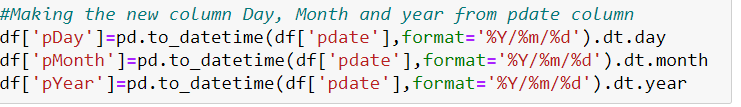 #Making the new column Day, Month and year from pdate column
df['pDay']=pd.to_datetime(df['pdate'],format='%Y/%m/%d').dt.day
df['pMonth']=pd.to_datetime(df['pdate'],format='%Y/%m/%d').dt.month
df['pYear']=pd.to_datetime(df['pdate'],format='%Y/%m/%d').dt.year